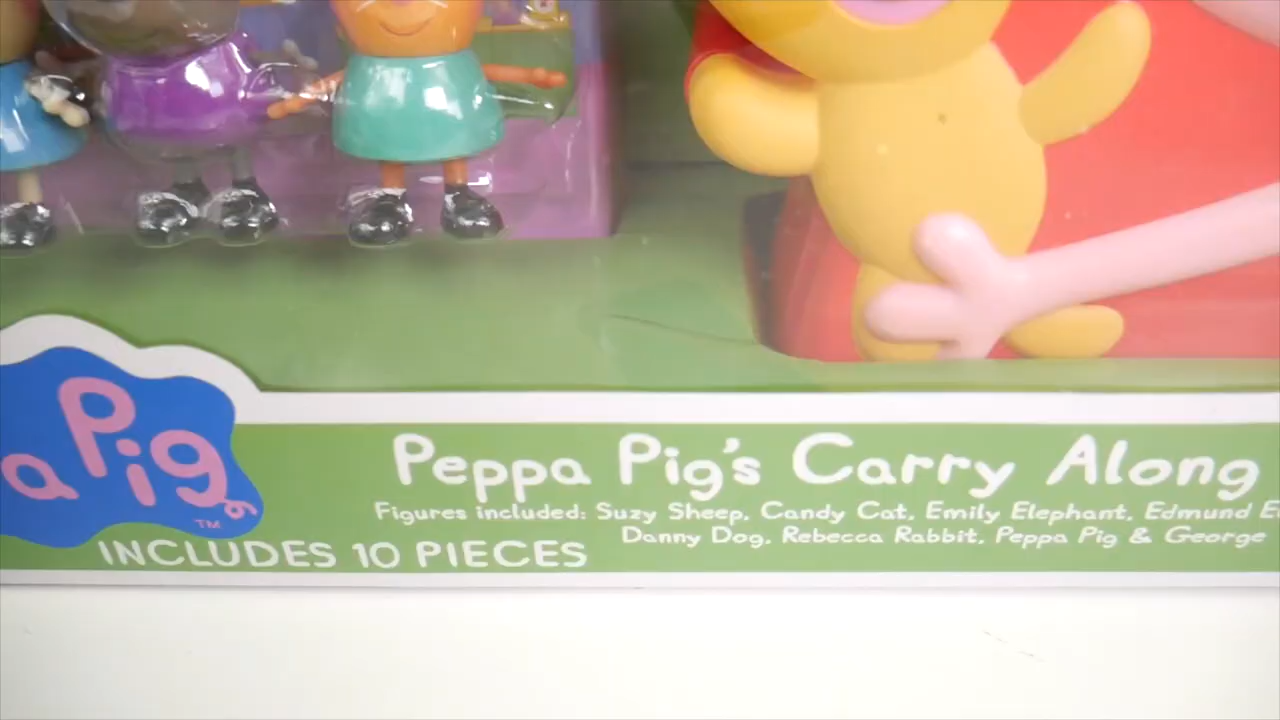 a Pig
TM
Peppa Pig's Carry Along
Figures included: Suzy Sheep, Candy Cat, Emily Elephant, Edmund
Danny Dog, Rebecca Rabbit, Peppa Pig & George
INCLUDES 10 PIECES